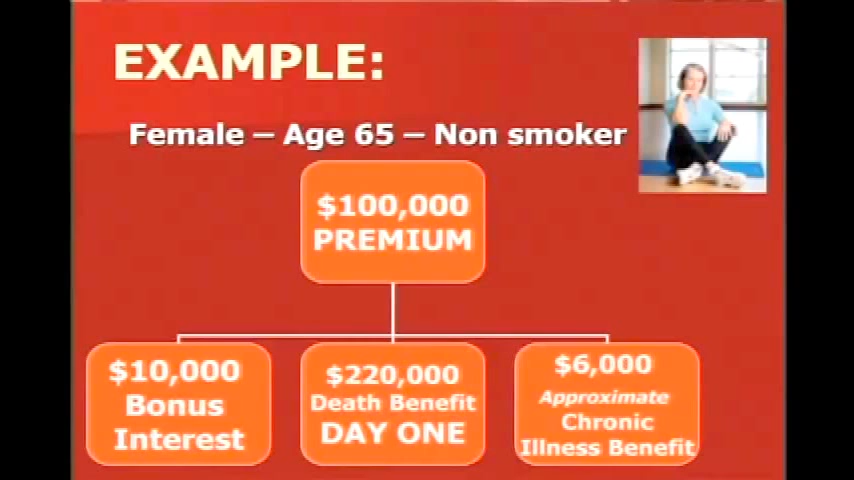 EXAMPLE:
Female – Age 65 – Non smoker
$100,000
PREMIUM
$10,000
Bonus
Interest
$220,000
Death Benefit
DAY ONE
$6,000
Approximate
Chronic
Illness Benefit